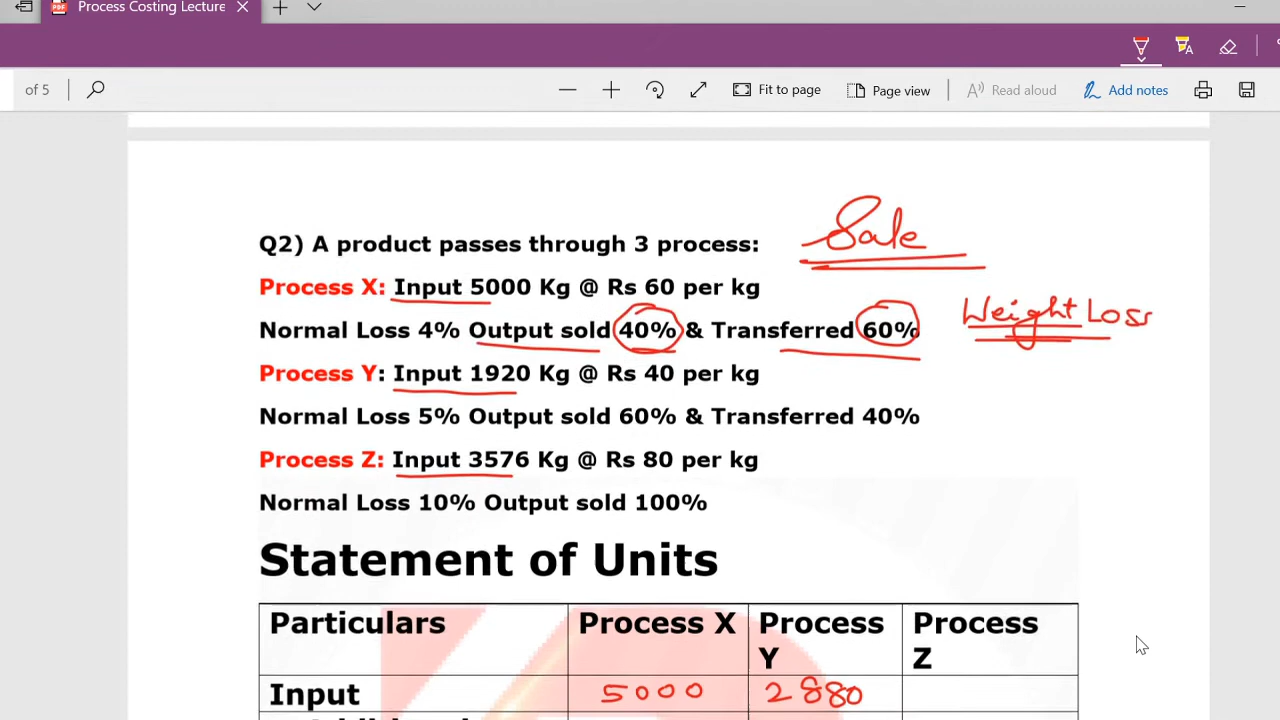 Process Costing Lecture
of 5
Fit to page
Page view
Read aloud
Add notes
Sale
Q2) A product passes through 3 process:
Process X: Input 5000 Kg @ Rs 60 per kg
Weight Loss
Normal Loss 4% Output sold 40% & Transferred 60%
Process Y: Input 1920 Kg @ Rs 40 per kg
Normal Loss 5% Output sold 60% & Transferred 40%
Process Z: Input 3576 Kg @ Rs 80 per kg
Normal Loss 10% Output sold 100%
Statement of Units
Particulars Process X Process Y Process Z
Input 5000 2880